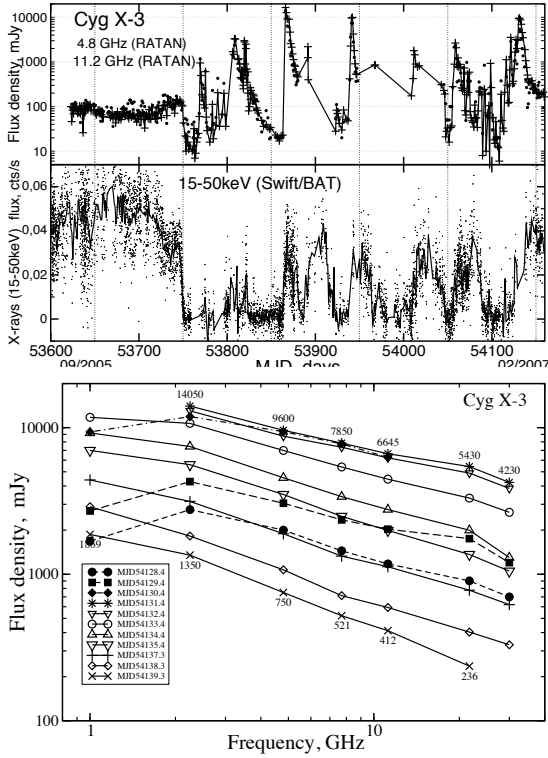 Cyg X-3
4.8 GHz (RATAN)
11.2 GHz (RATAN)
Flux density, mJy
10000
1000
100
10
15-50keV (Swift/BAT)
X-rays (15-50keV) flux, cts/s
0,06
0,04
0,02
0
53600
53700
53800
53900
54000
54100
09/2005
MJD, days
02/2007
Cyg X-3
14050
9600
7850
6645
5430
4230
10000
1000
100
Flux density, mJy
1869
1350
750
521
412
236
MJD54128.4
MJD54129.4
MJD54130.4
MJD54131.4
MJD54132.4
MJD54133.4
MJD54134.4
MJD54135.4
MJD54137.3
MJD54138.3
MJD54139.3
1
10
Frequency, GHz